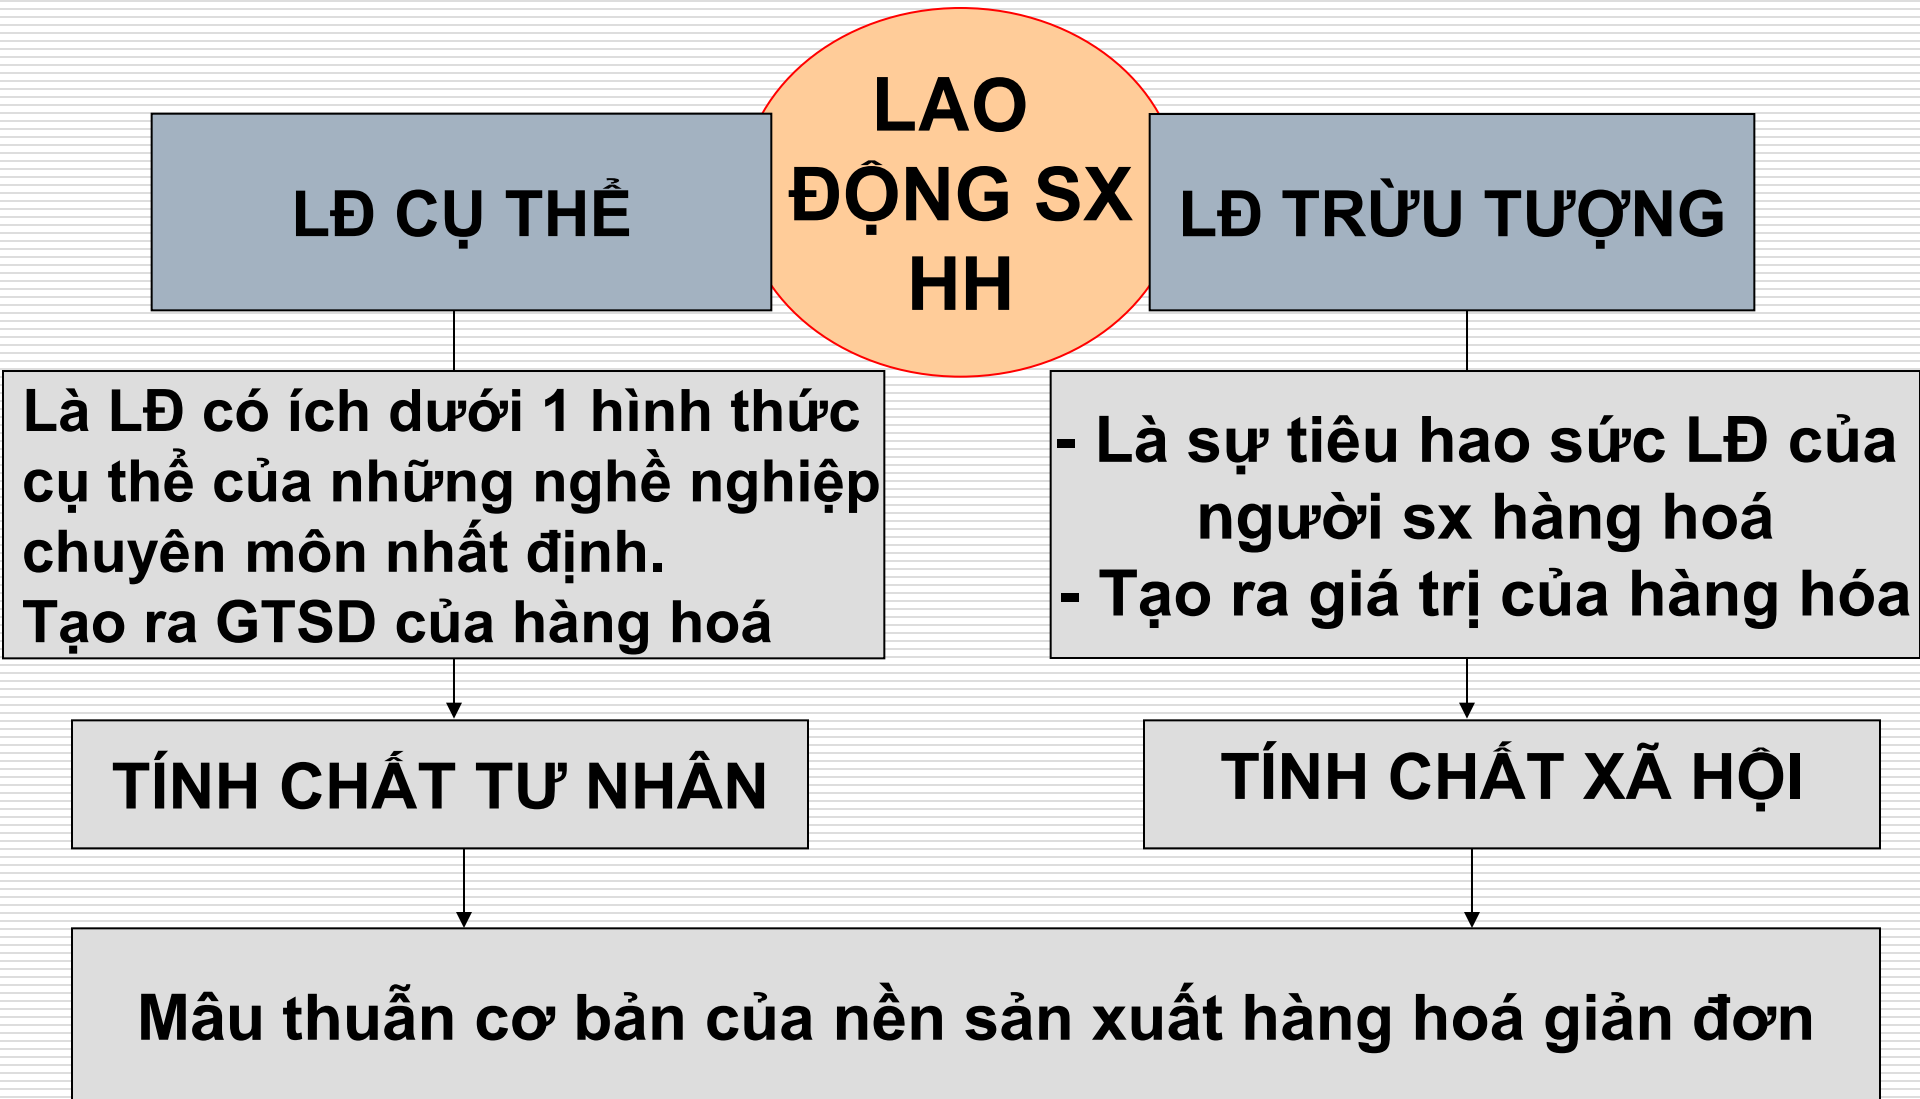 LAO
ĐỘNG SX
HH
LĐ CỤ THỂ
LĐ TRỪU TƯỢNG
Là LĐ có ích dưới 1 hình thức
cụ thể của những nghề nghiệp
chuyên môn nhất định.
Tạo ra GTSD của hàng hoá
- Là sự tiêu hao sức LĐ của
người sx hàng hoá
- Tạo ra giá trị của hàng hóa
TÍNH CHẤT TƯ NHÂN
TÍNH CHẤT XÃ HỘI
Mâu thuẫn cơ bản của nền sản xuất hàng hoá giản đơn